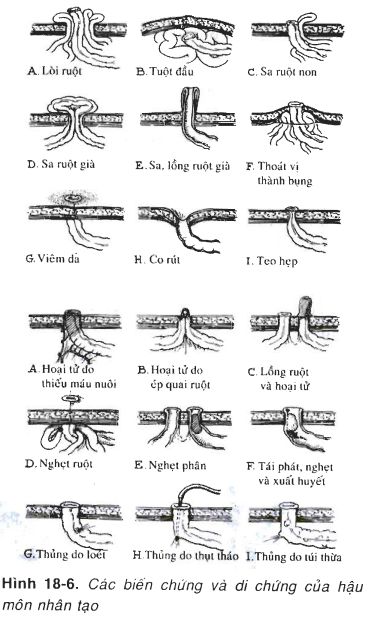 A. Lòi ruột
B. Tuột đầu
C. Sa ruột non
D. Sa ruột già
E. Sa, lồng ruột già
F. Thoát vị
thành bụng
G. Viêm da
H. Co rút
I. Teo hẹp
A. Hoại tử do
thiếu máu nuôi
B. Hoại tử do
ép quai ruột
C. Lồng ruột
và hoại tử
D. Nghẹt ruột
E. Nghẹt phân
F. Tái phát, nghẹt
và xuất huyết
G. Thủng do loét
H. Thủng do thụt tháo
I. Thủng do túi thừa
Hình 18-6. Các biến chứng và di chứng của hậu
môn nhân tạo